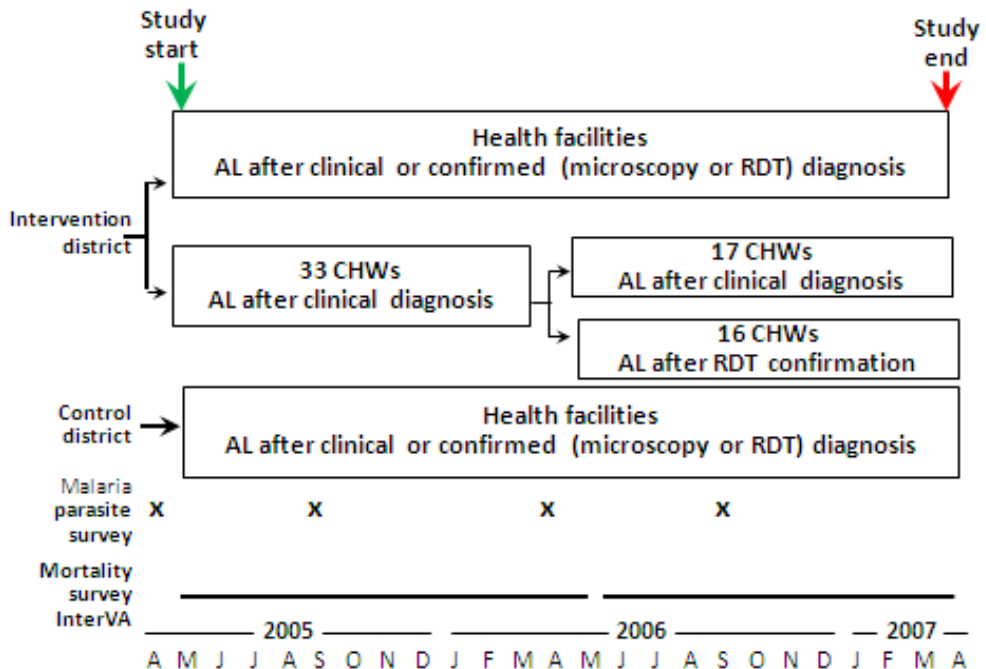 Study
start
Study
end
Health facilities
AL after clinical or confirmed (microscopy or RDT) diagnosis
Intervention
district
33 CHWs
AL after clinical diagnosis
17 CHWs
AL after clinical diagnosis
16 CHWs
AL after RDT confirmation
Control
district
Health facilities
AL after clinical or confirmed (microscopy or RDT) diagnosis
Malaria
parasite
survey
x x x x
Mortality
survey
InterVA
2005 2006 2007
A M J J A S O N D J F M A M J J A S O N D J F M A